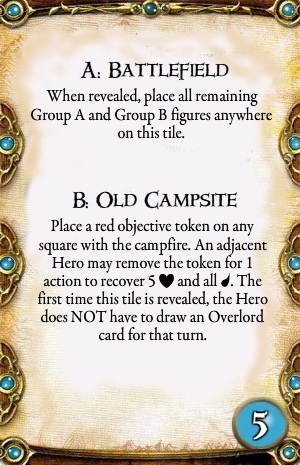 A: Battlefield
When revealed, place all remaining
Group A and Group B figures anywhere
on this tile.
B: Old Campsite
Place a red objective token on any
square with the campfire. An adjacent
Hero may remove the token for 1
action to recover 5 ♥ and all 💧. The
first time this tile is revealed, the Hero
does NOT have to draw an Overlord
card for that turn.
5